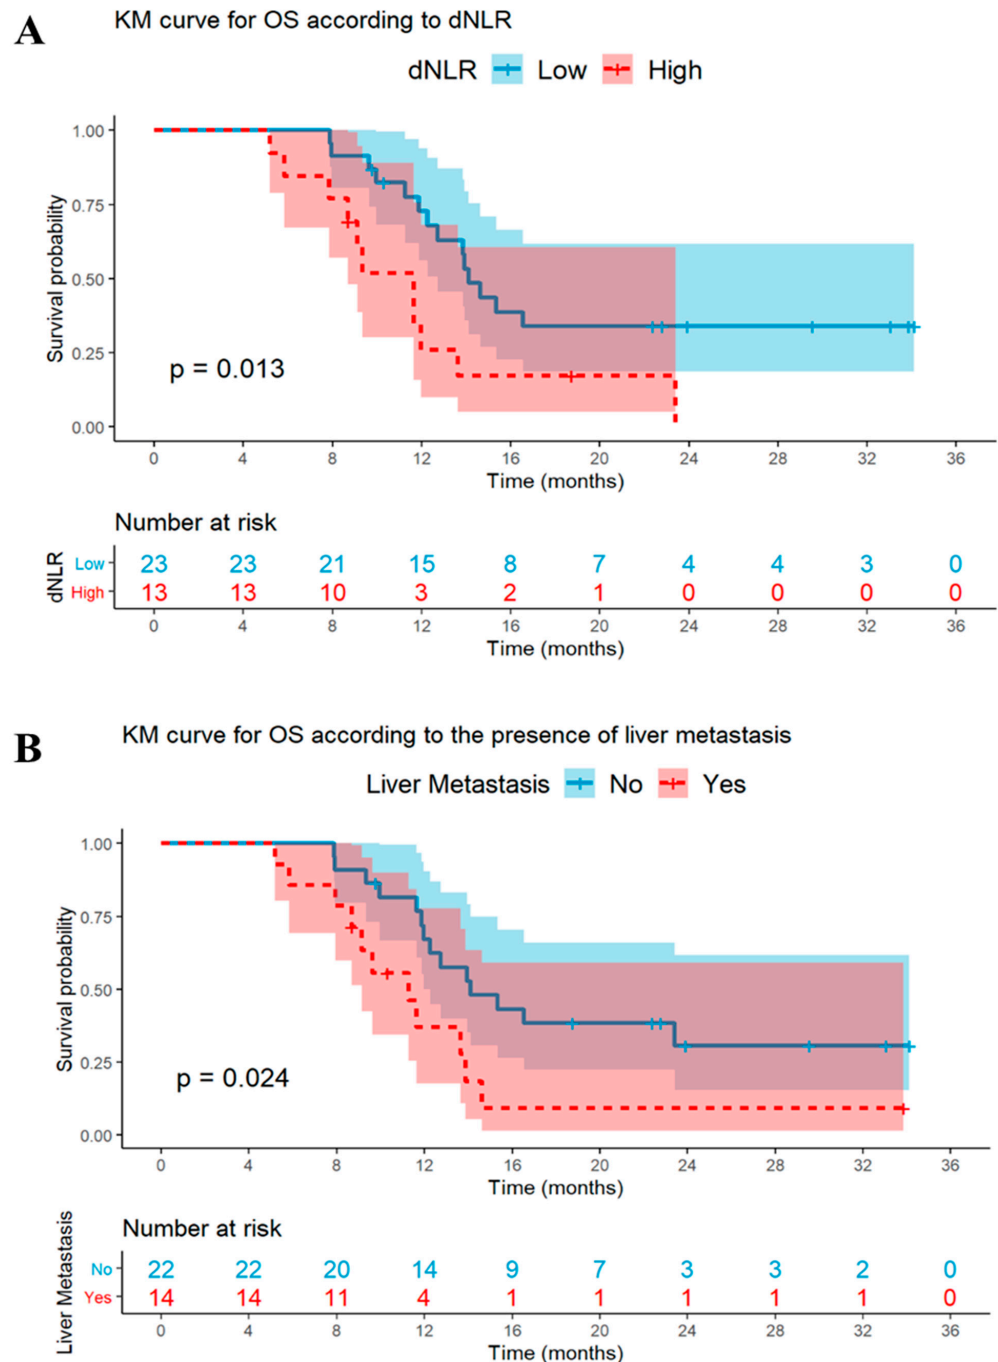 A
KM curve for OS according to dNLR
dNLR Low High
1.00
0.75
0.50
0.25
0.00
Survival probability
p = 0.013
0 4 8 12 16 20 24 28 32 36
Time (months)
Number at risk
dNLR
Low 23 23 21 15 8 7 4 4 3 0
High 13 13 10 3 2 1 0 0 0 0
0 4 8 12 16 20 24 28 32 36
Time (months)
B
KM curve for OS according to the presence of liver metastasis
Liver Metastasis No Yes
1.00
0.75
0.50
0.25
0.00
Survival probability
p = 0.024
0 4 8 12 16 20 24 28 32 36
Time (months)
Number at risk
Liver Metastasis
No 22 22 20 14 9 7 3 3 2 0
Yes 14 14 11 4 1 1 1 1 1 0
0 4 8 12 16 20 24 28 32 36
Time (months)